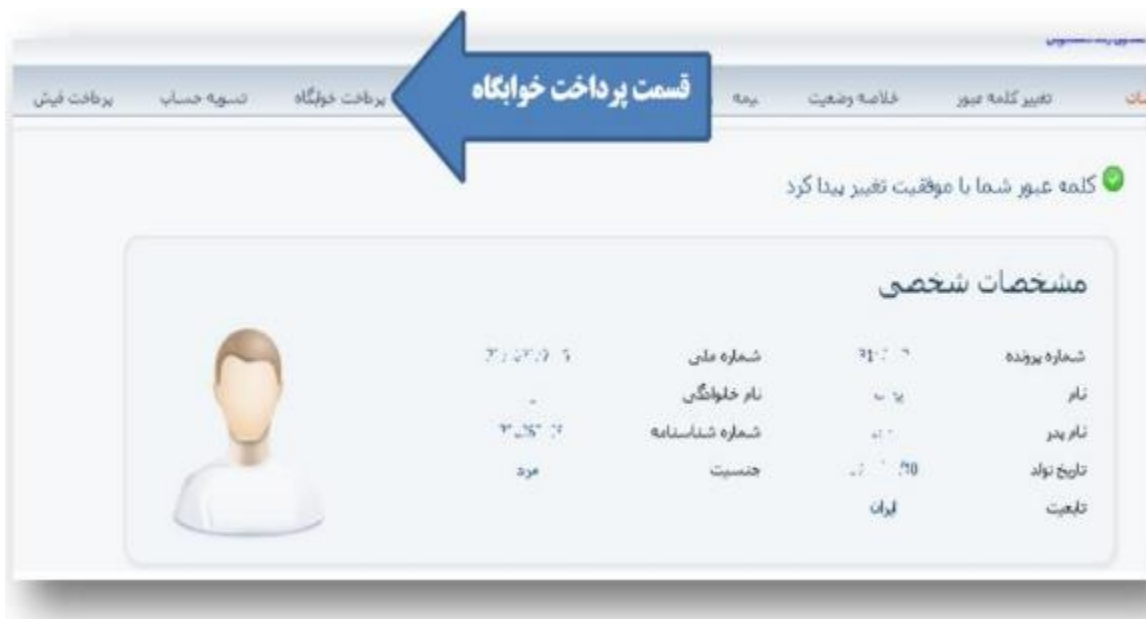 تغییر کلمه عبور خلاصه وضعیت بیمه پرداخت خوابگاه تسویه حساب پرداخت فیش
قسمت پرداخت خوابگاه
کلمه عبور شما با موفقیت تغییر پیدا کرد
مشخصات شخصی
شماره پرونده شماره ملی
نام نام خانوادگی
نام پدر شماره شناسنامه
تاریخ تولد جنسیت مرد
تابعیت ایران